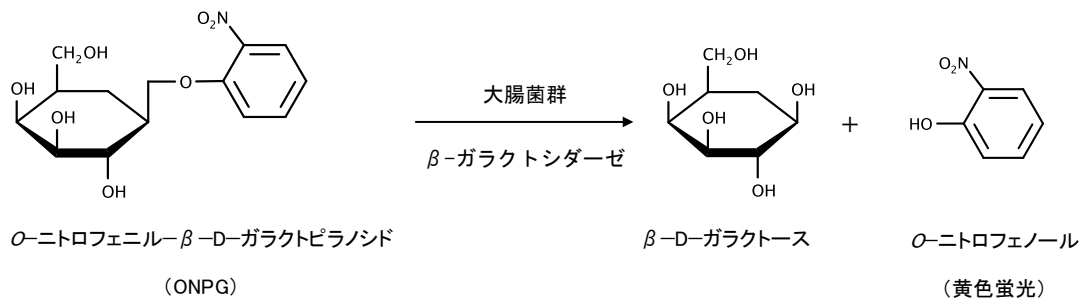 O₂N
CH₂OH
OH
O
OH
OH
OH
大腸菌群
β-ガラクトシダーゼ
CH₂OH
OH
OH
OH
OH
+
O₂N
HO
O-ニトロフェニル-β-D-ガラクトピラノシド
(ONPG)
β-D-ガラクトース
O-ニトロフェノール
(黄色蛍光)